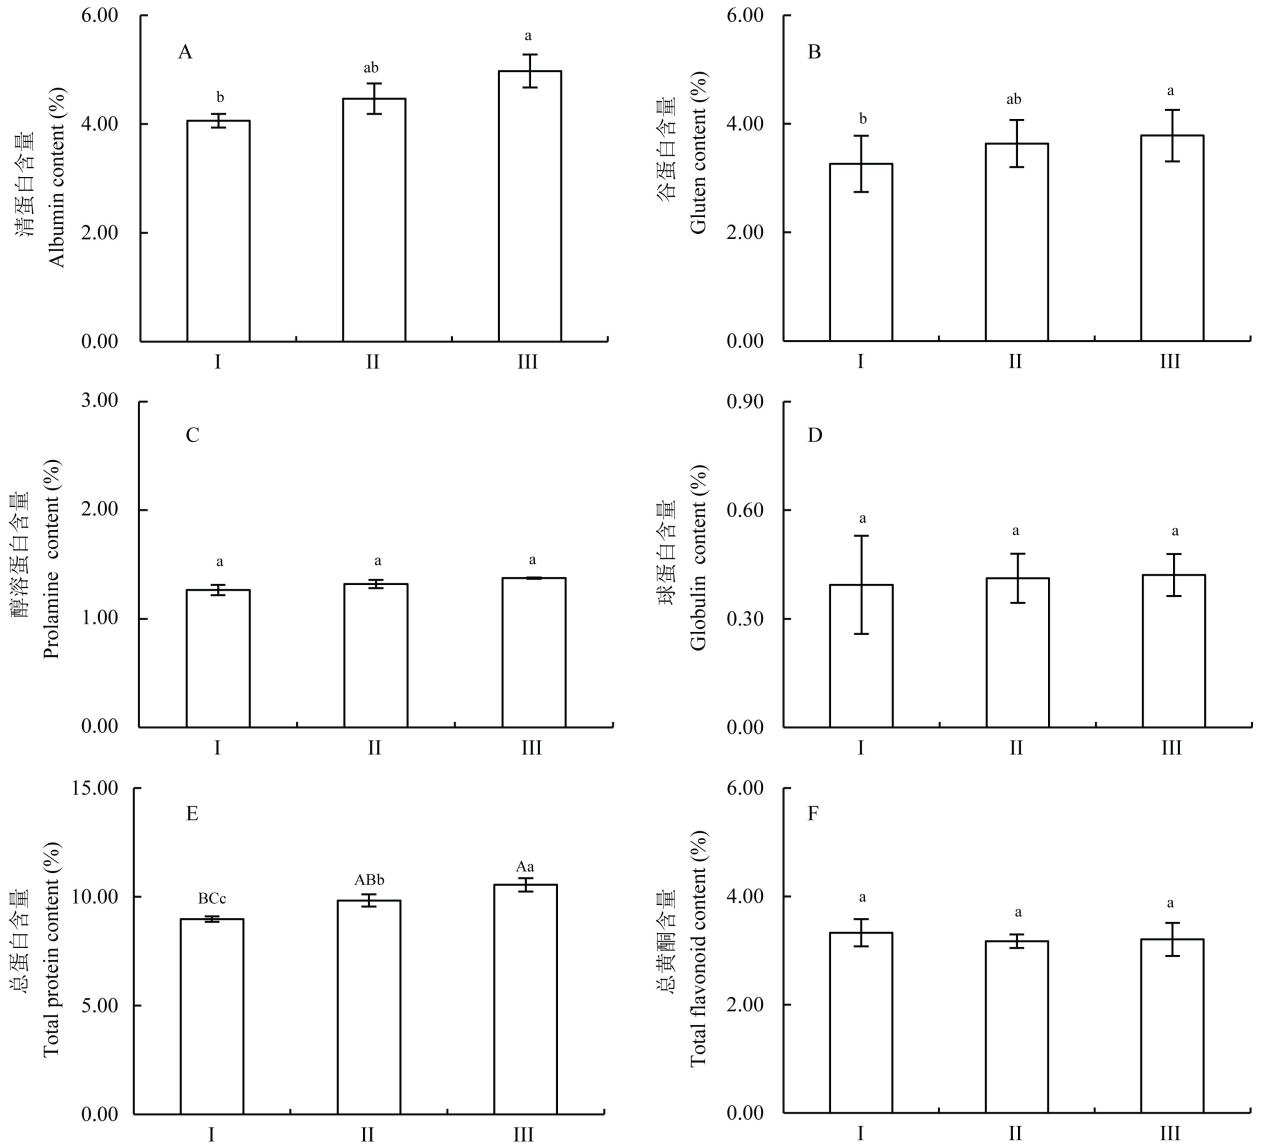 6.00
4.00
2.00
0.00
清蛋白含量
Albumin content (%)
A
b
ab
a
I
II
III
6.00
4.00
2.00
0.00
谷蛋白含量
Gluten content (%)
B
b
ab
a
I
II
III
3.00
2.00
1.00
0.00
醇溶蛋白含量
Prolamine content (%)
C
a
a
a
I
II
III
0.90
0.60
0.30
0.00
球蛋白含量
Globulin content (%)
D
a
a
a
I
II
III
15.00
10.00
5.00
0.00
总蛋白含量
Total protein content (%)
E
BCc
ABb
Aa
I
II
III
6.00
4.00
2.00
0.00
总黄酮含量
Total flavonoid content (%)
F
a
a
a
I
II
III